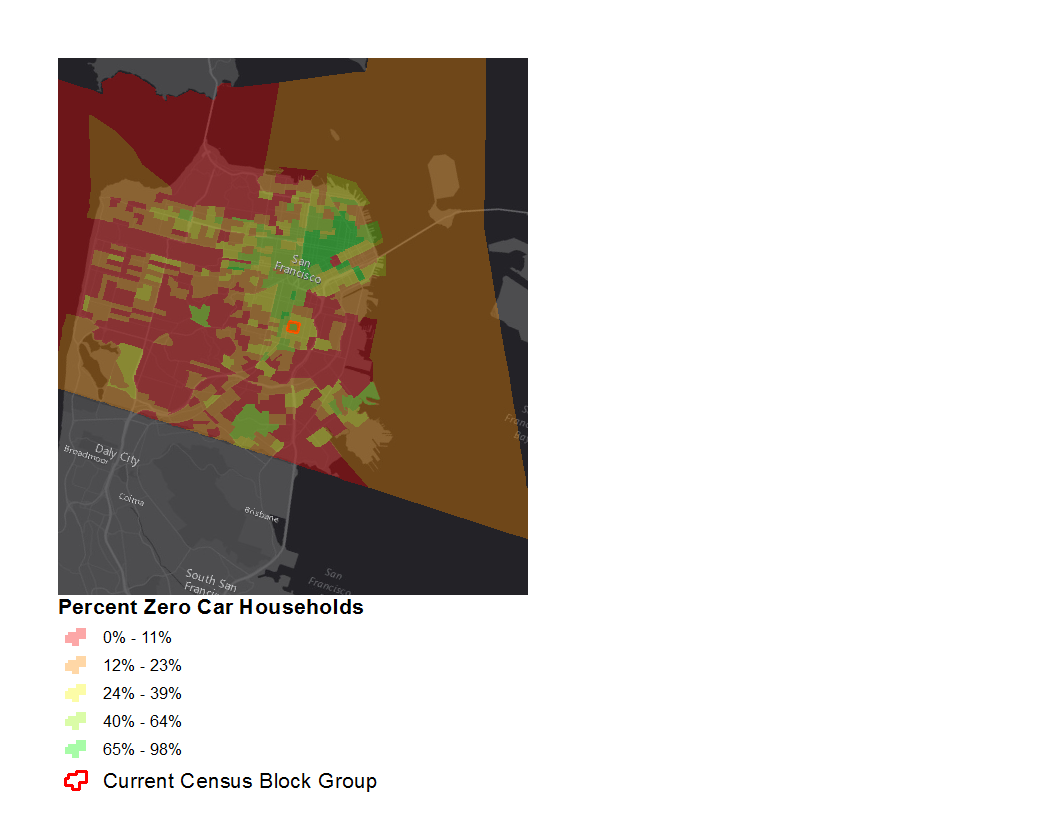 San
Francisco
Daly City
Broadmoor
Colma
Brisbane
South San
San
Francisco
Percent Zero Car Households
0% - 11%
12% - 23%
24% - 39%
40% - 64%
65% - 98%
Current Census Block Group